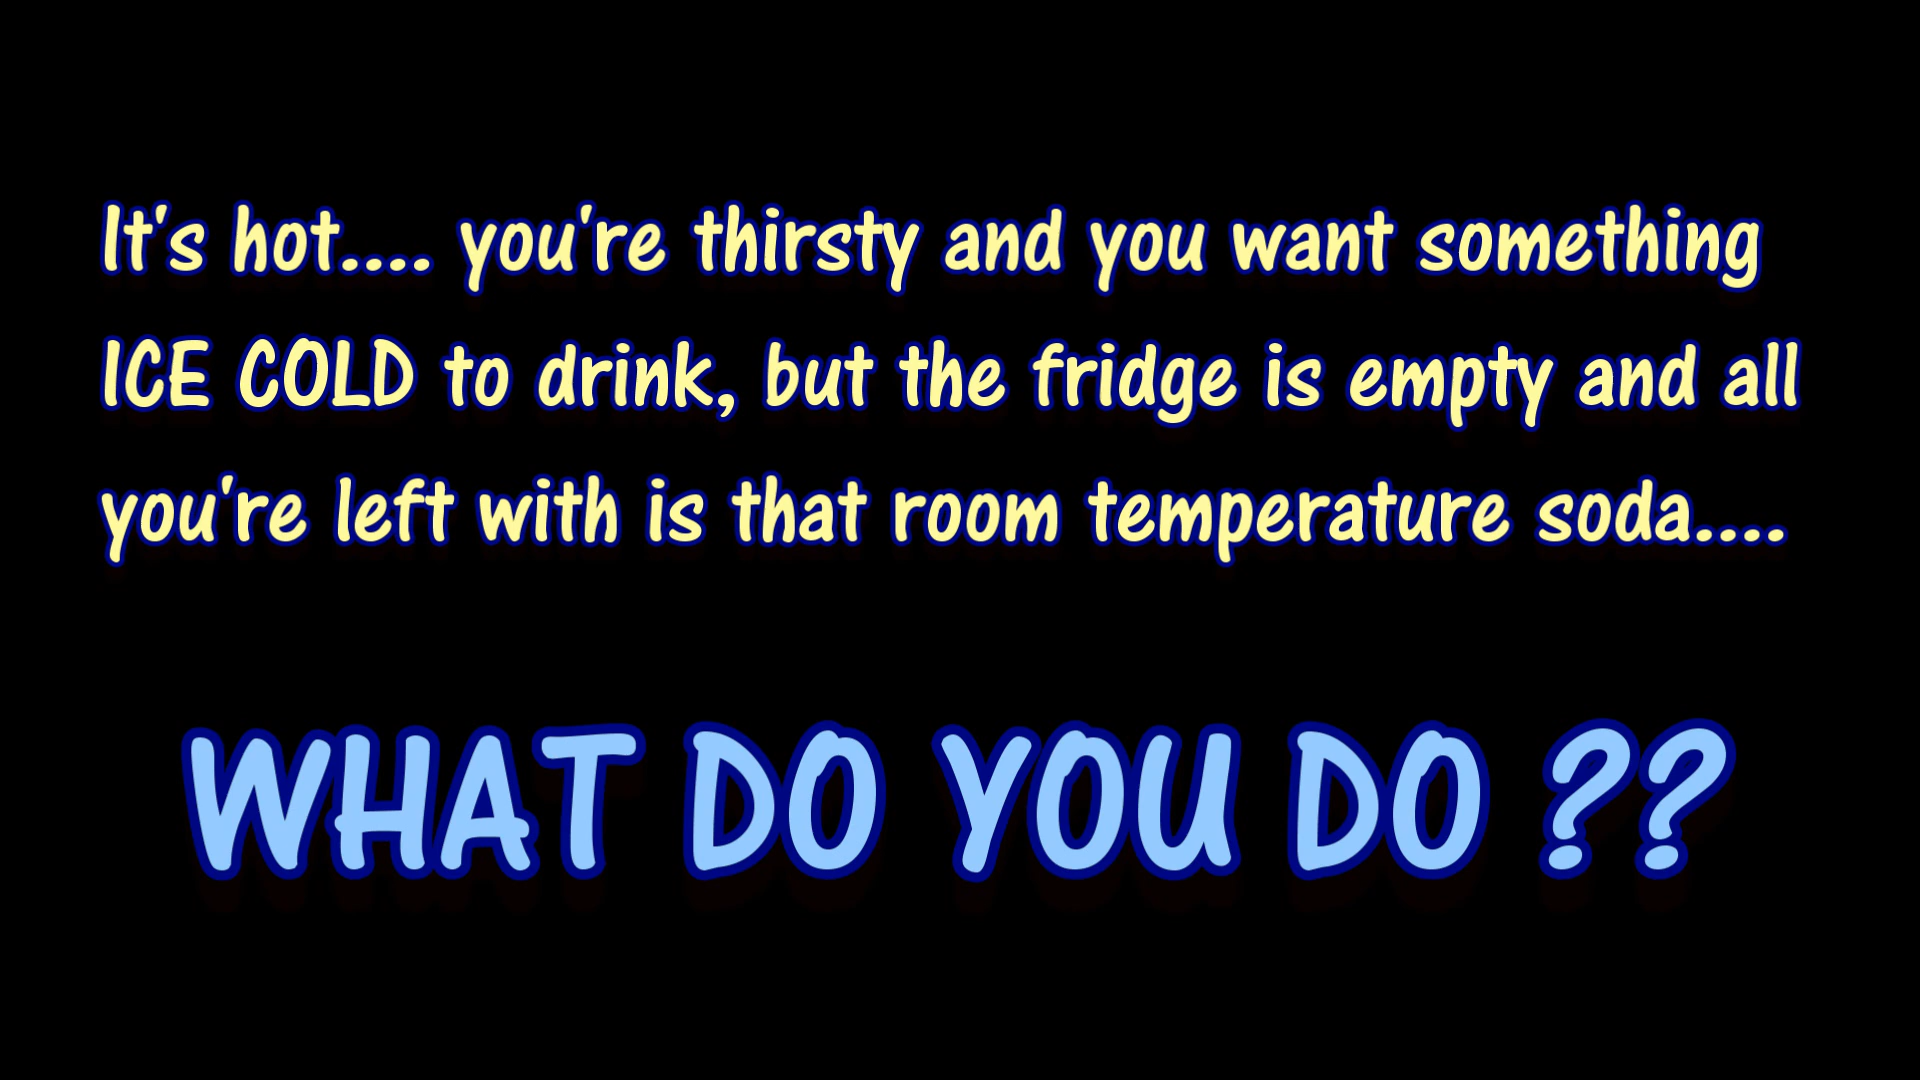 It's hot.... you're thirsty and you want something
ICE COLD to drink, but the fridge is empty and all
you're left with is that room temperature soda....
WHAT DO YOU DO ??